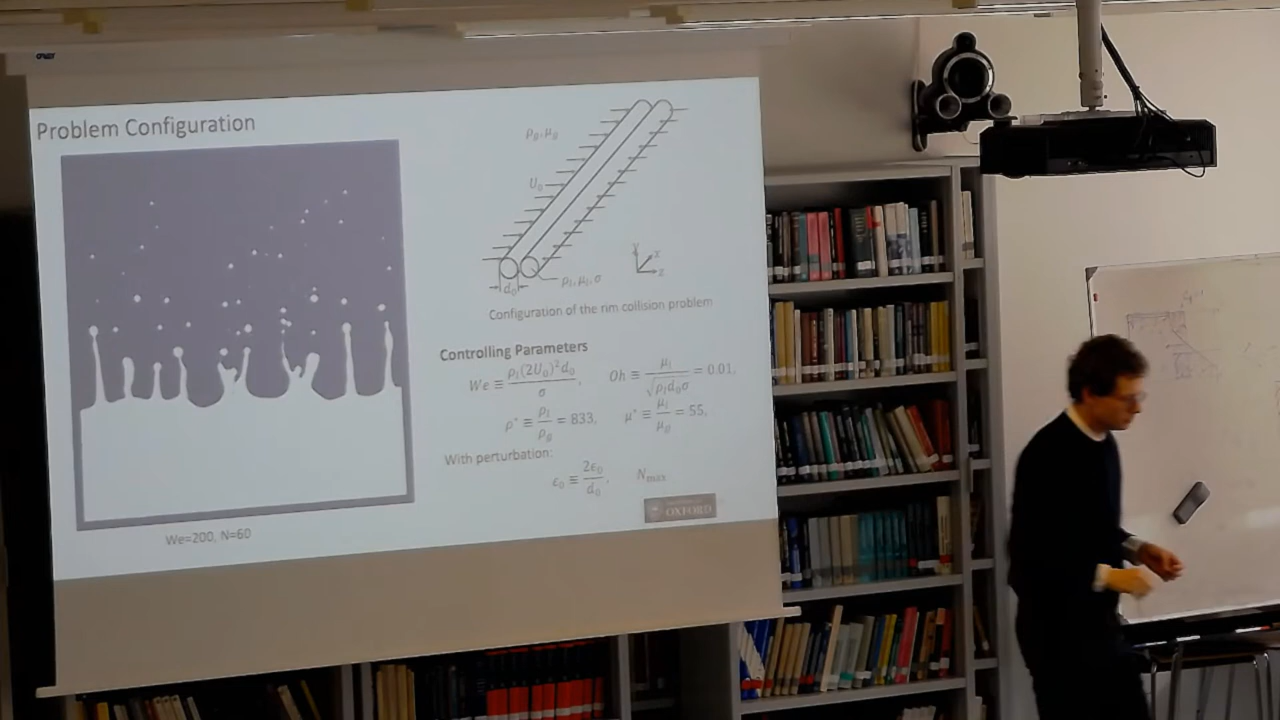 Problem Configuration
ρg, μg
U₀
y
x
z
d₀
ρl, μl, σ
Configuration of the rim collision problem
Controlling Parameters
We ≡ ρl(2U₀)²d₀ / σ, Oh ≡ μl / √ρld₀σ = 0.01,
ρ* ≡ ρl / ρg = 833, μ* ≡ μl / μg = 55,
With perturbation:
ϵ₀ ≡ 2ϵ₀ / d₀, Nmax
OXFORD
We=200, N=60